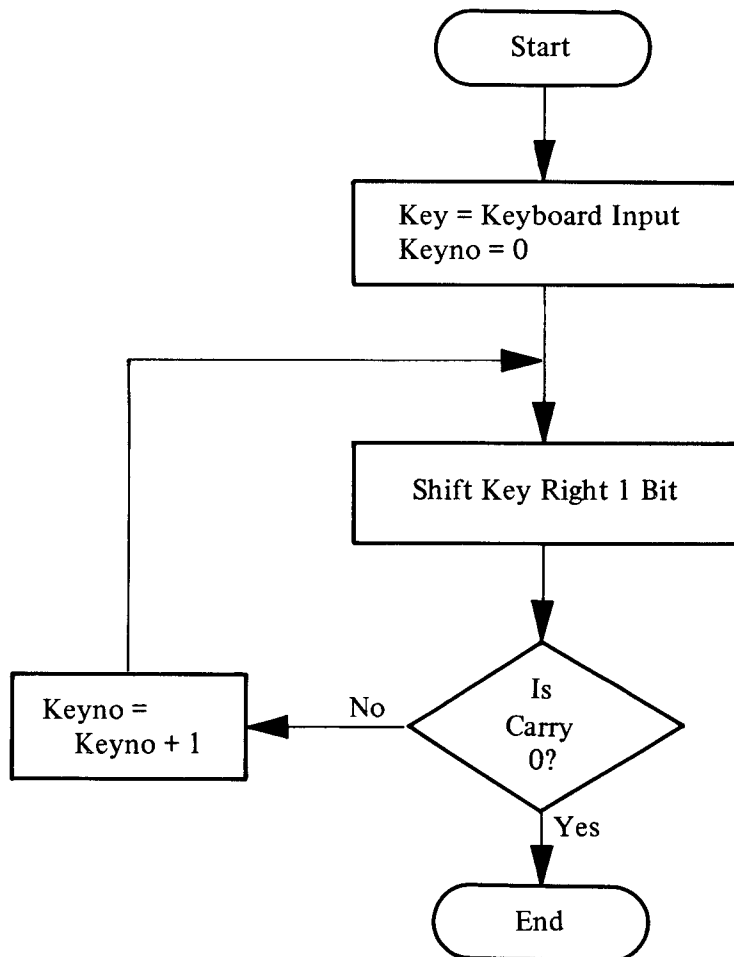 Start
Key = Keyboard Input
Keyno = 0
Shift Key Right 1 Bit
Is
Carry
0?
No
Keyno =
Keyno + 1
Yes
End